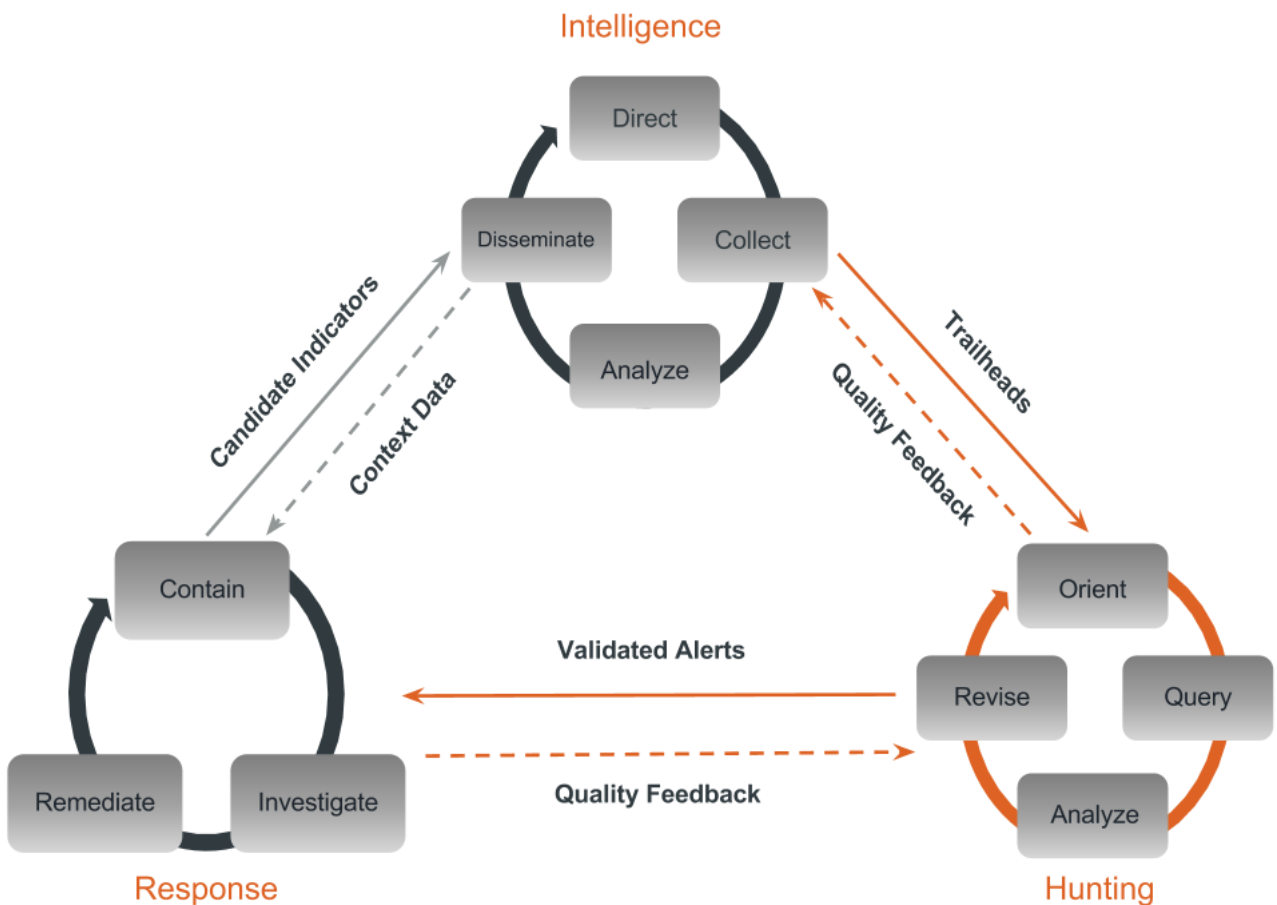 Intelligence
Direct
Disseminate
Collect
Analyze
Candidate Indicators
Context Data
Trailheads
Quality Feedback
Contain
Remediate
Investigate
Response
Validated Alerts
Quality Feedback
Orient
Revise
Query
Analyze
Hunting